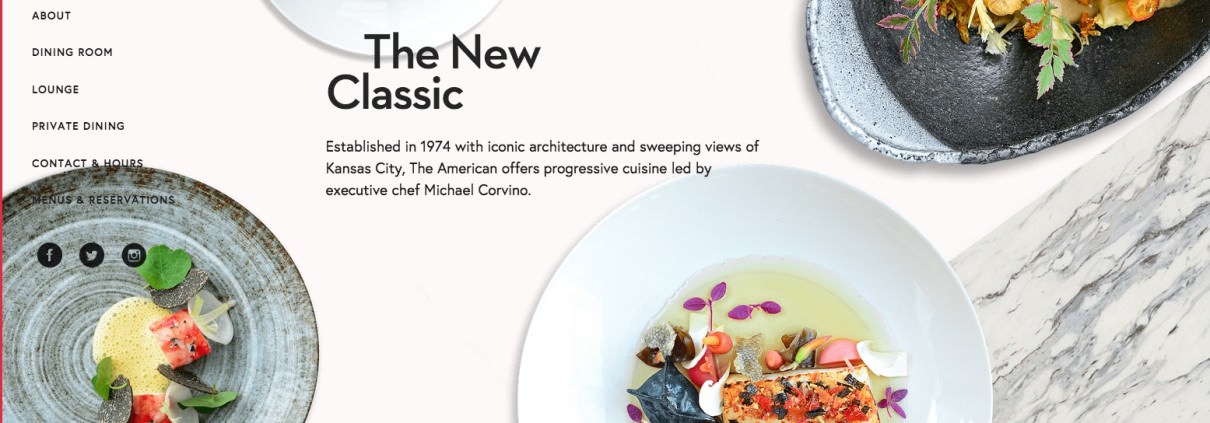 ABOUT
DINING ROOM
LOUNGE
PRIVATE DINING
CONTACT & HOURS
MENUS & RESERVATIONS
The New
Classic
Established in 1974 with iconic architecture and sweeping views of
Kansas City, The American offers progressive cuisine led by
executive chef Michael Corvino.